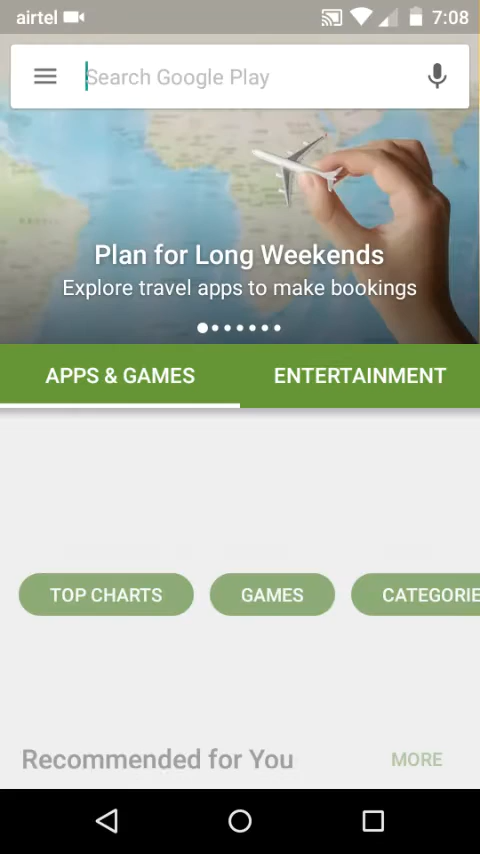 airtel 7:08
Search Google Play
Plan for Long Weekends
Explore travel apps to make bookings
APPS & GAMES ENTERTAINMENT
TOP CHARTS GAMES CATEGORIE
Recommended for You MORE